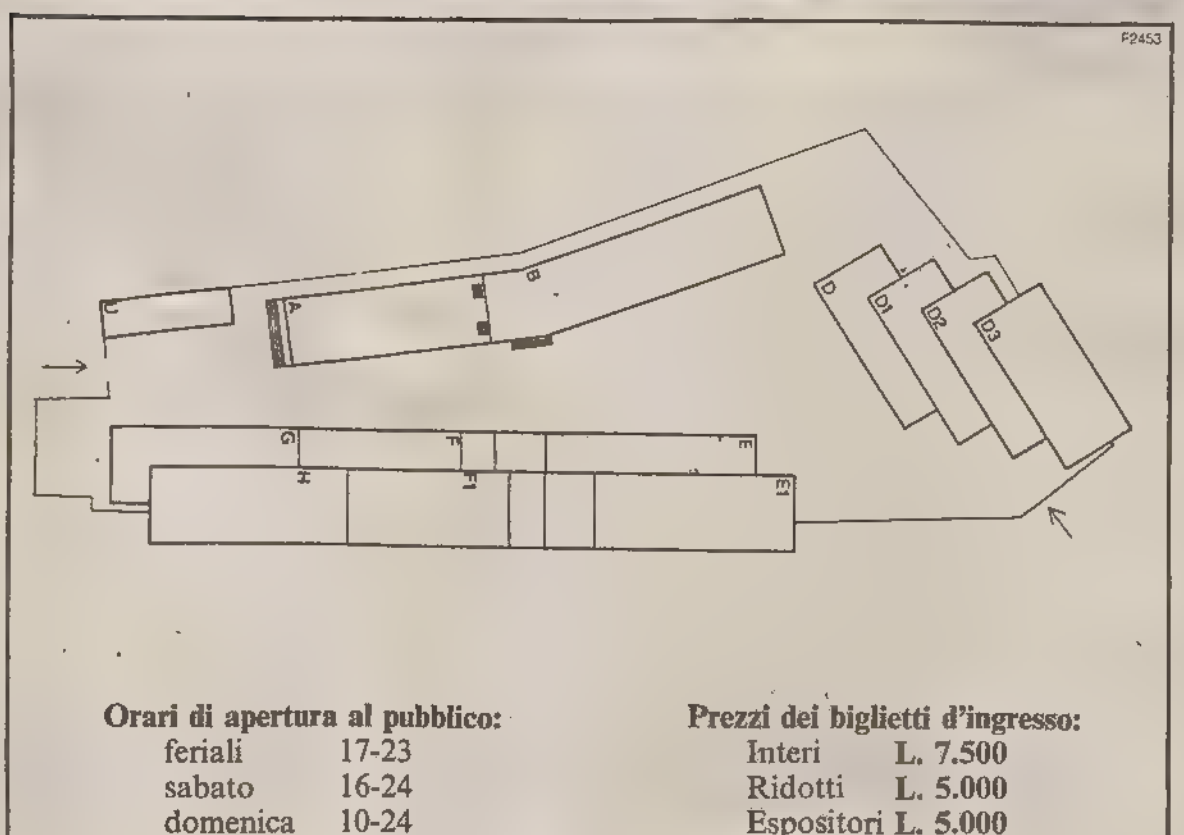 F2453
U
A
B
D
D1
D2
D3
G
F
E
H
F1
E1
Orari di apertura al pubblico:
feriali 17-23
sabato 16-24
domenica 10-24
Prezzi dei biglietti d'ingresso:
Interi L. 7.500
Ridotti L. 5.000
Espositori L. 5.000